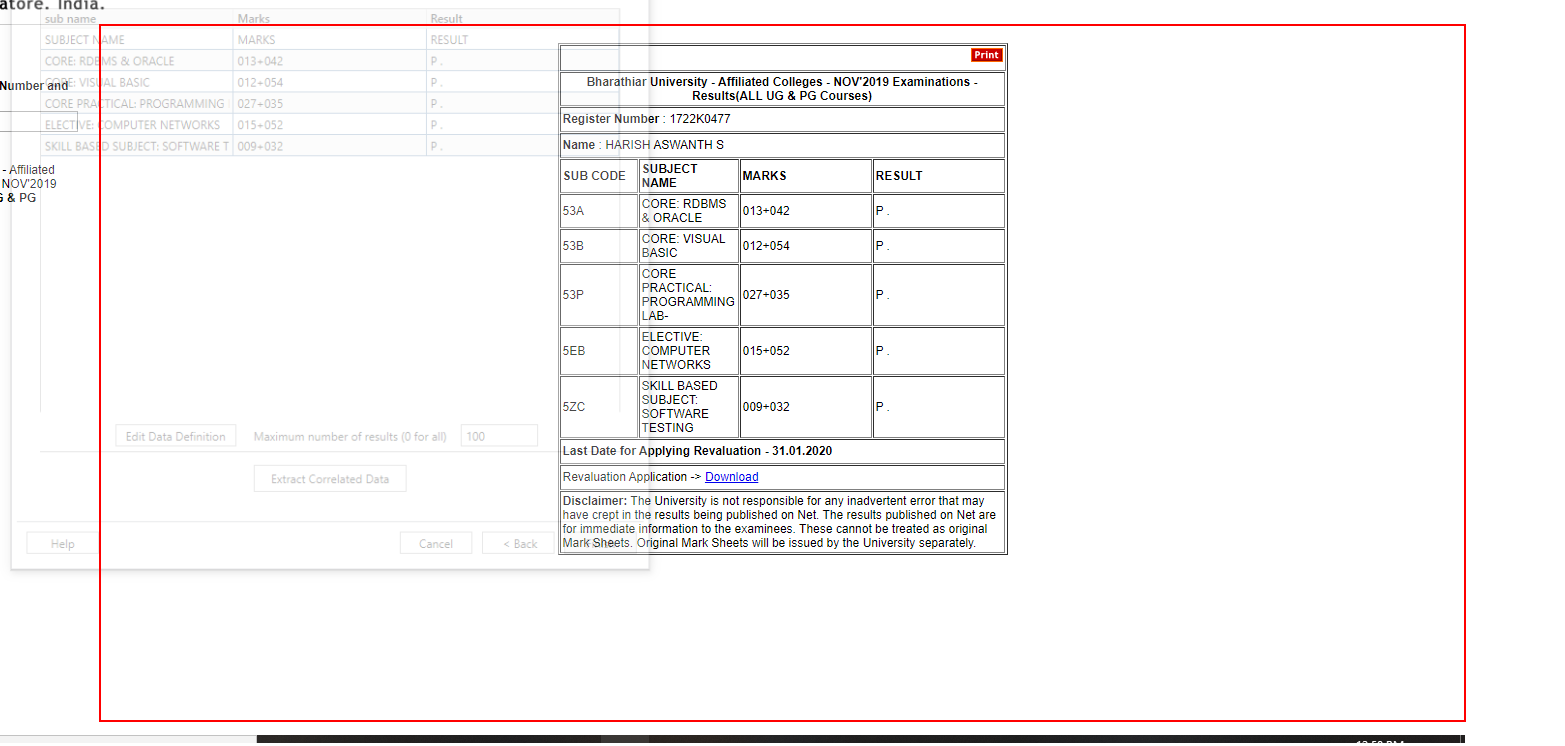 atore. India.
sub name Marks Result
SUBJECT NAME MARKS RESULT
CORE: RDBMS & ORACLE 013+042 P .
CORE: VISUAL BASIC 012+054 P .
CORE PRACTICAL: PROGRAMMING 027+035 P .
ELECTIVE: COMPUTER NETWORKS 015+052 P .
SKILL BASED SUBJECT: SOFTWARE T 009+032 P .
Number and
- Affiliated
NOV'2019
& PG
Edit Data Definition Maximum number of results (0 for all) 100
Extract Correlated Data
Help Cancel < Back
Print
Bharathiar University - Affiliated Colleges - NOV'2019 Examinations -
Results(ALL UG & PG Courses)
Register Number : 1722K0477
Name : HARISH ASWANTH S
SUB CODE SUBJECT NAME MARKS RESULT
53A CORE: RDBMS & ORACLE 013+042 P .
53B CORE: VISUAL BASIC 012+054 P .
53P CORE PRACTICAL: PROGRAMMING LAB- 027+035 P .
5EB ELECTIVE: COMPUTER NETWORKS 015+052 P .
5ZC SKILL BASED SUBJECT: SOFTWARE TESTING 009+032 P .
Last Date for Applying Revaluation - 31.01.2020
Revaluation Application -> Download
Disclaimer: The University is not responsible for any inadvertent error that may
have crept in the results being published on Net. The results published on Net are
for immediate information to the examinees. These cannot be treated as original
Mark Sheets. Original Mark Sheets will be issued by the University separately.